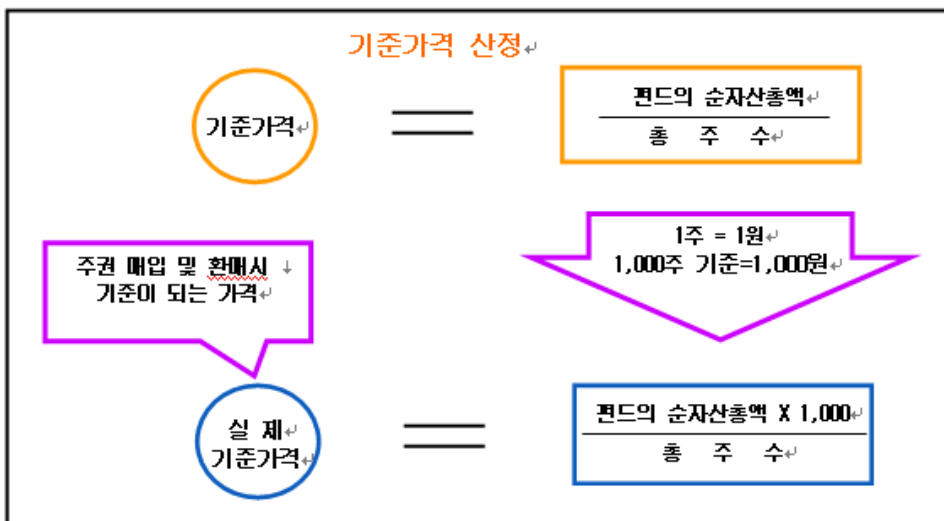 기준가격 산정
기준가격
펀드의 순자산총액
총 주 수
주권 매입 및 환매시
기준이 되는 가격
1주 = 1원
1,000주 기준=1,000원
실 제
기준가격
펀드의 순자산총액 X 1,000
총 주 수